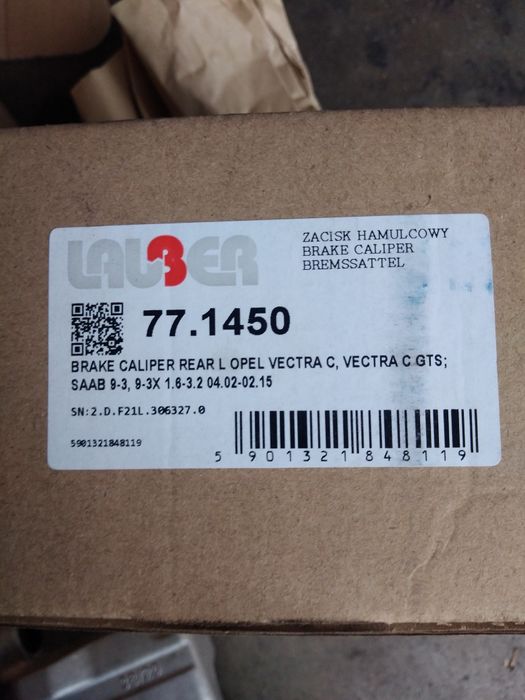 LAUBER
ZACISK HAMULCOWY
BRAKE CALIPER
BREMSSATTEL
77.1450
BRAKE CALIPER REAR L OPEL VECTRA C, VECTRA C GTS;
SAAB 9-3, 9-3X 1.6-3.2 04.02-02.15
SN:2.D.F21L.306327.0
5901321848119
5 901321 848119